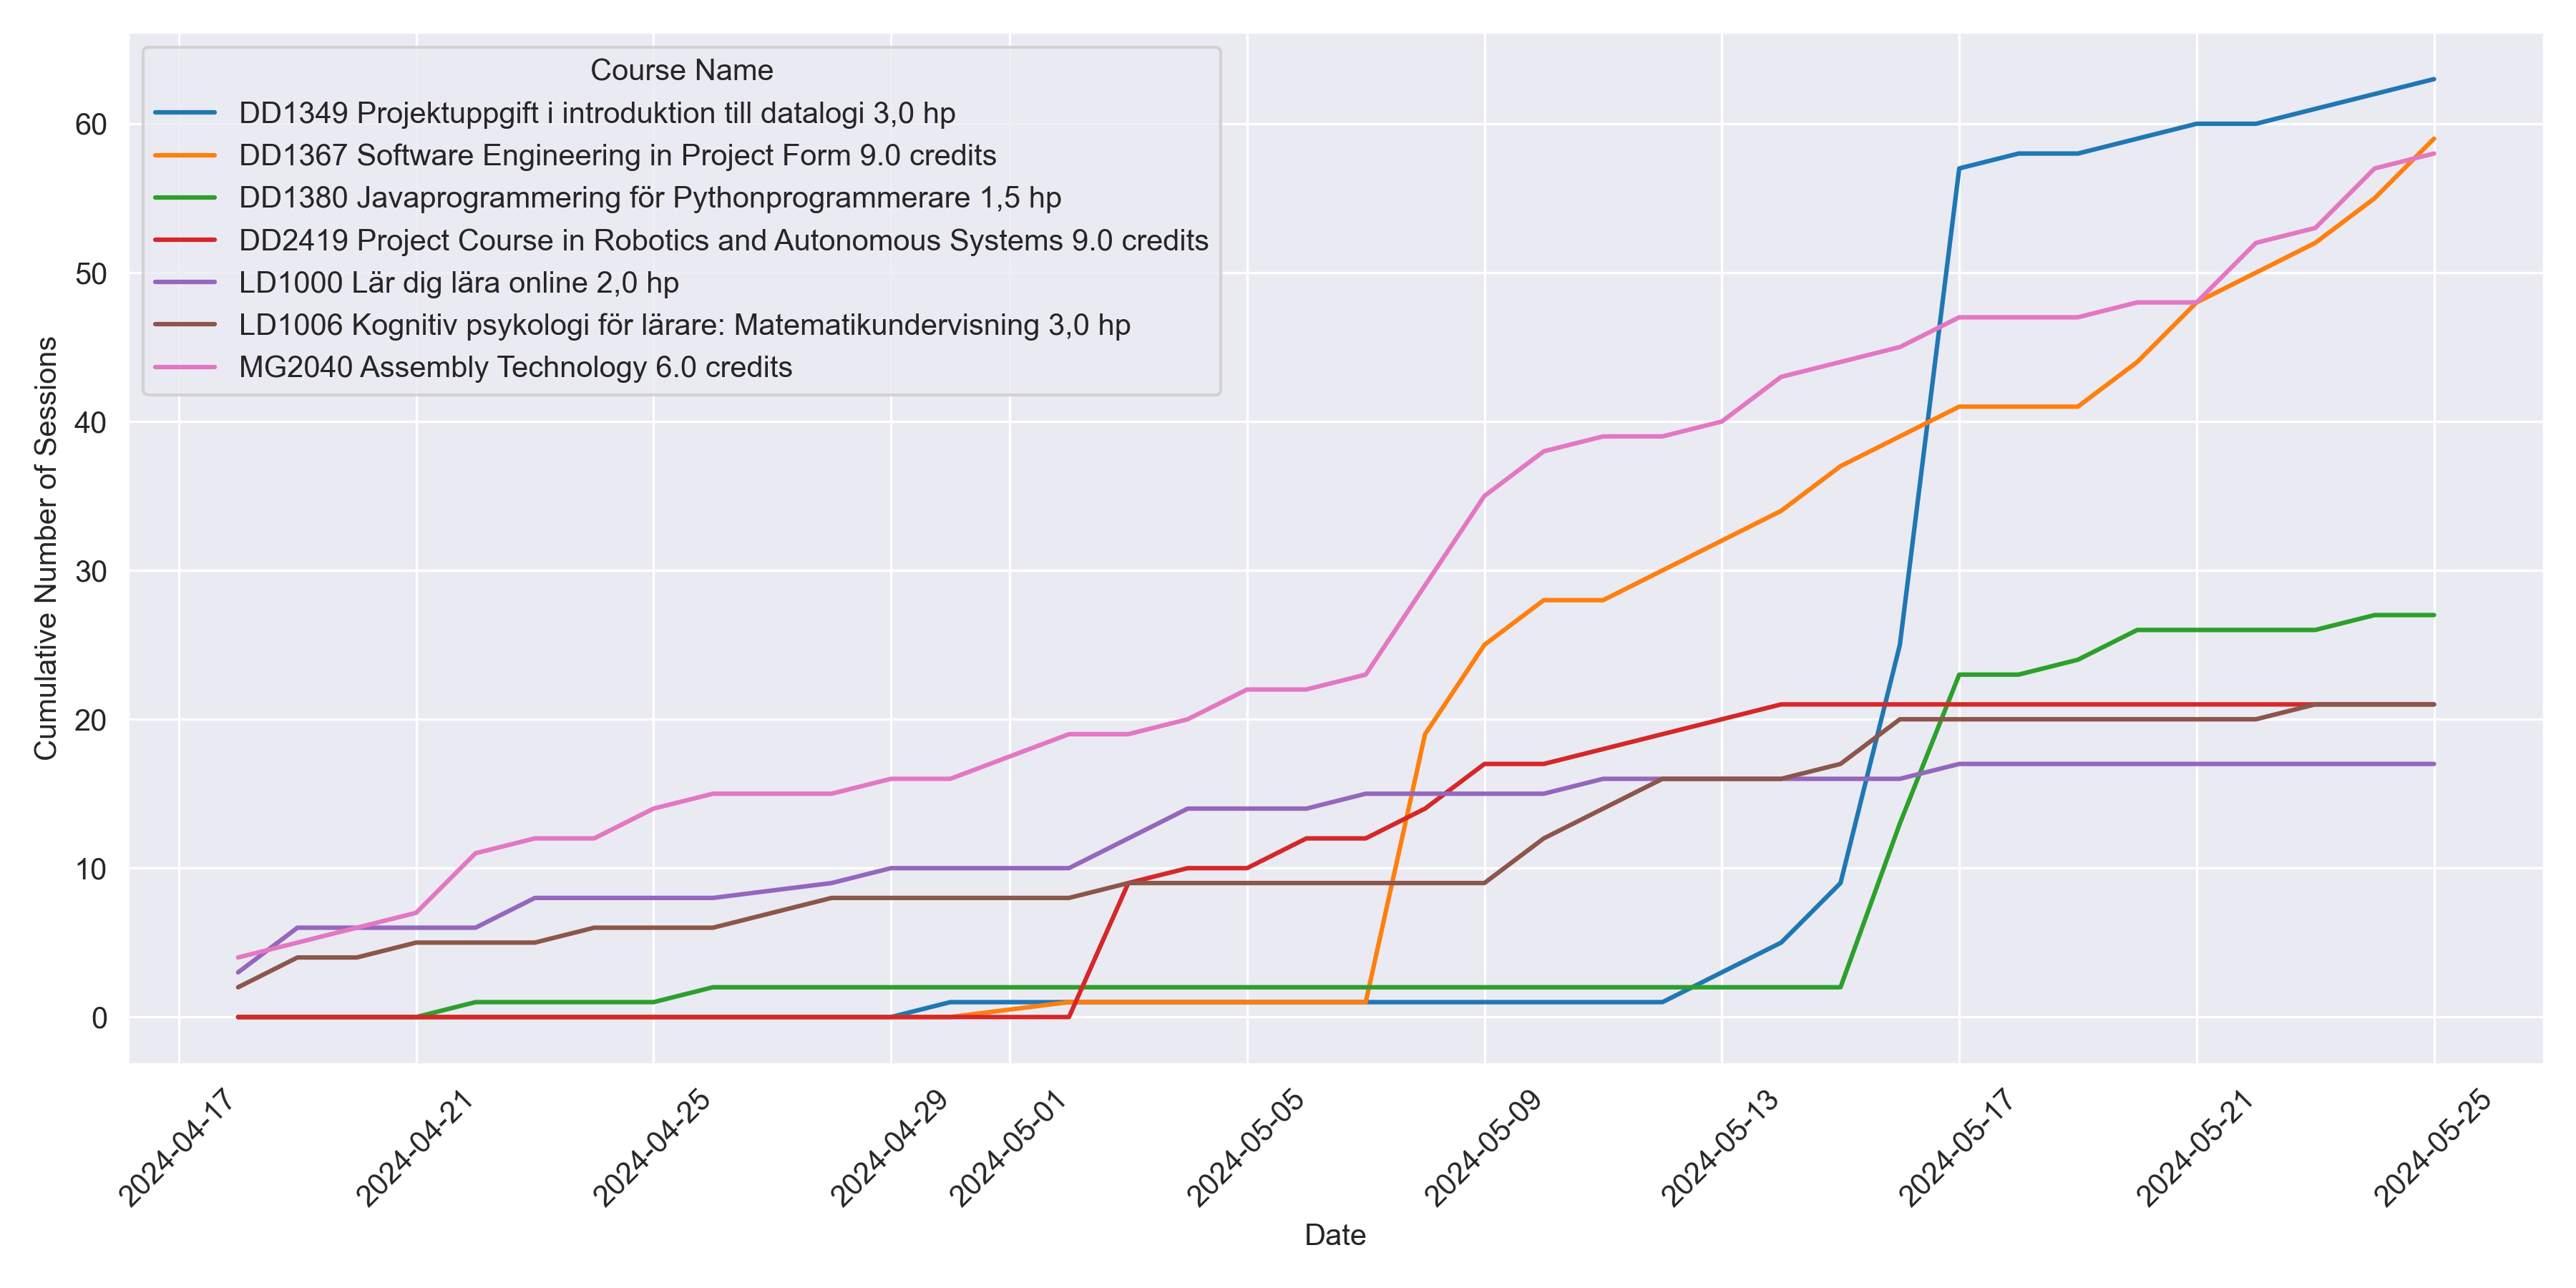 Course Name
DD1349 Projektuppgift i introduktion till datalogi 3,0 hp
DD1367 Software Engineering in Project Form 9.0 credits
DD1380 Javaprogrammering för Pythonprogrammerare 1,5 hp
DD2419 Project Course in Robotics and Autonomous Systems 9.0 credits
LD1000 Lär dig lära online 2,0 hp
LD1006 Kognitiv psykologi för lärare: Matematikundervisning 3,0 hp
MG2040 Assembly Technology 6.0 credits
Cumulative Number of Sessions
60
50
40
30
20
10
0
2024-04-17
2024-04-21
2024-04-25
2024-04-29
2024-05-01
2024-05-05
2024-05-09
2024-05-13
2024-05-17
2024-05-21
2024-05-25
Date